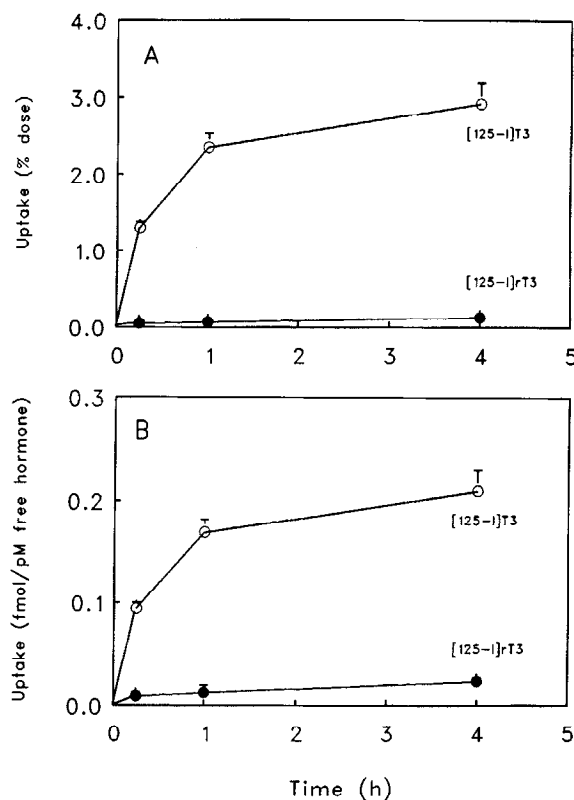 4.0
A
3.0
[125-I]T3
2.0
Uptake (% dose)
1.0
[125-I]rT3
0.0
0 1 2 3 4 5
0.3
B
0.2
[125-I]T3
Uptake (fmol/pM free hormone)
0.1
[125-I]rT3
0.0
0 1 2 3 4 5
Time (h)